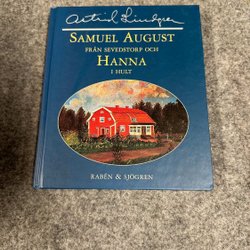 Astrid Lindgren
SAMUEL AUGUST
FRÅN SEVEDSTORP OCH
HANNA
I HULT
RABÉN & SJÖGREN